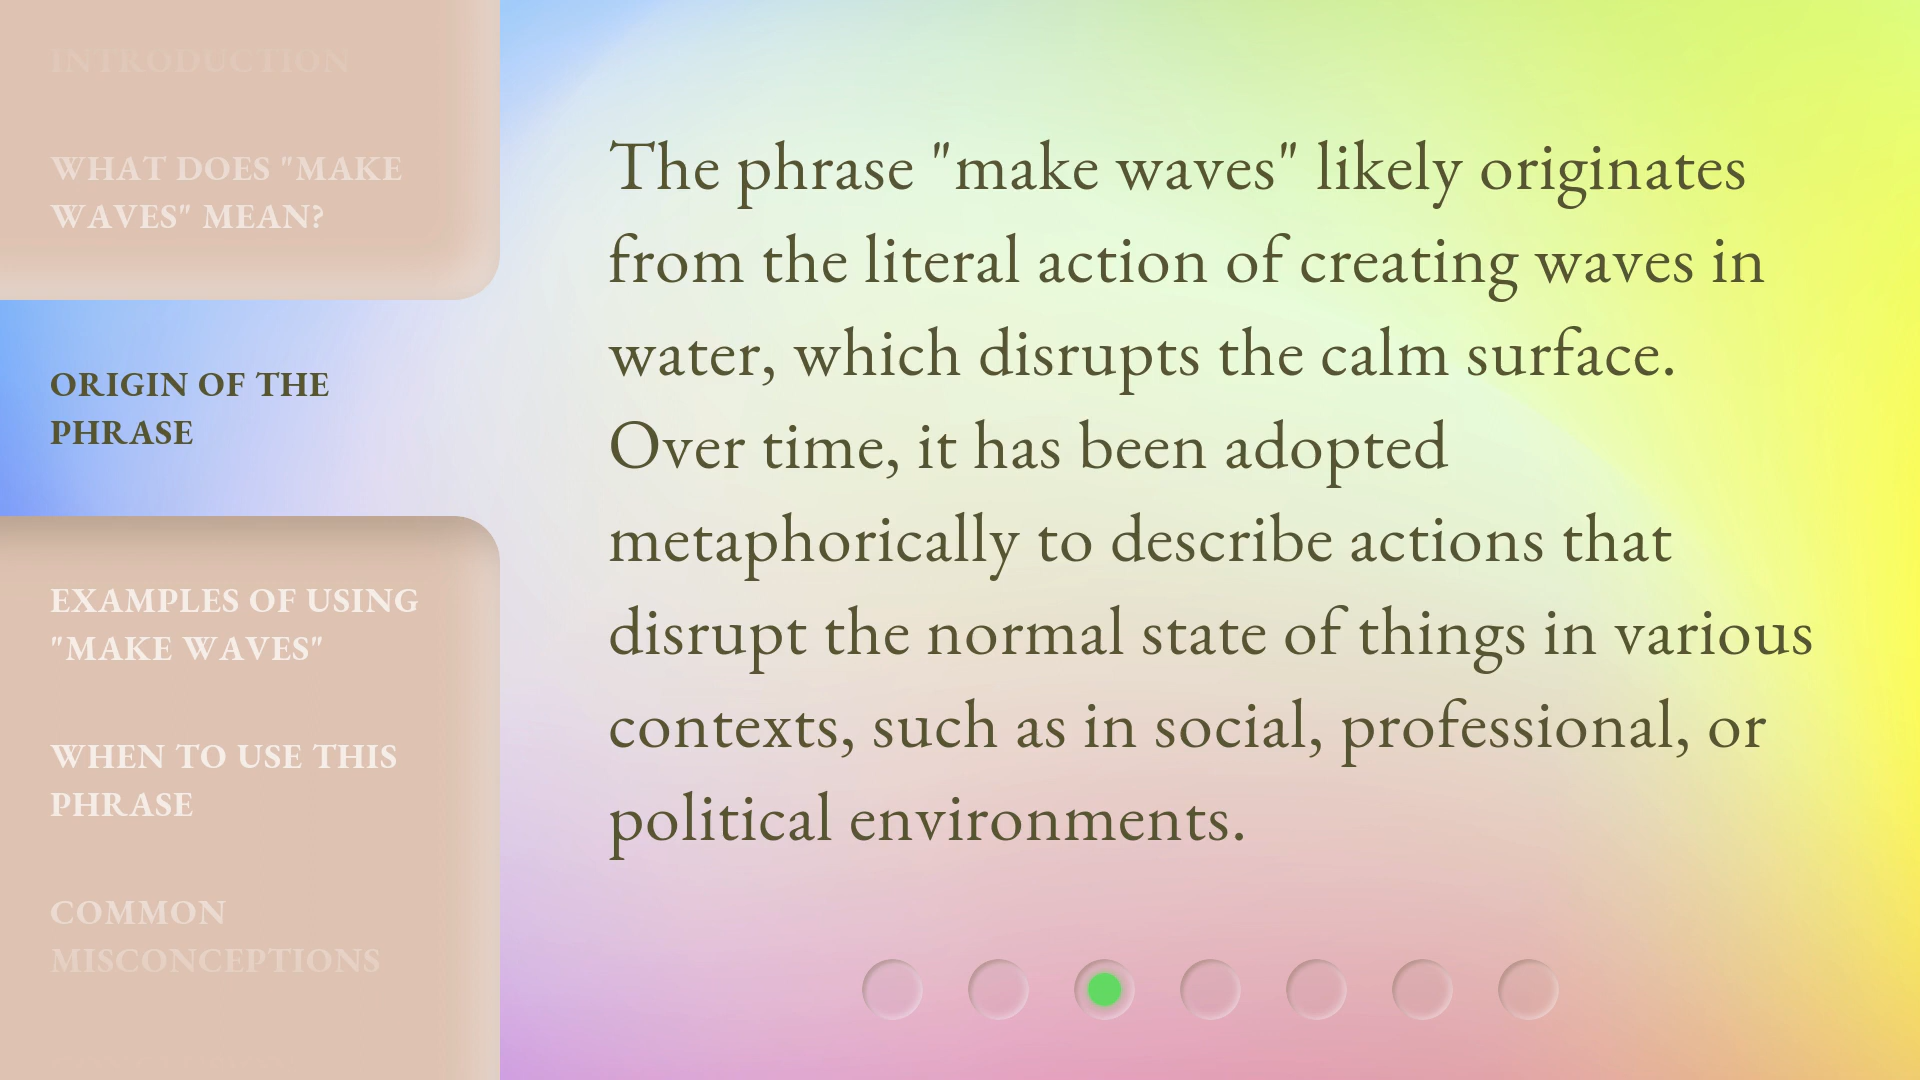 INTRODUCTION
WHAT DOES "MAKE
WAVES" MEAN?
ORIGIN OF THE
PHRASE
EXAMPLES OF USING
"MAKE WAVES"
WHEN TO USE THIS
PHRASE
COMMON
MISCONCEPTIONS
The phrase "make waves" likely originates
from the literal action of creating waves in
water, which disrupts the calm surface.
Over time, it has been adopted
metaphorically to describe actions that
disrupt the normal state of things in various
contexts, such as in social, professional, or
political environments.